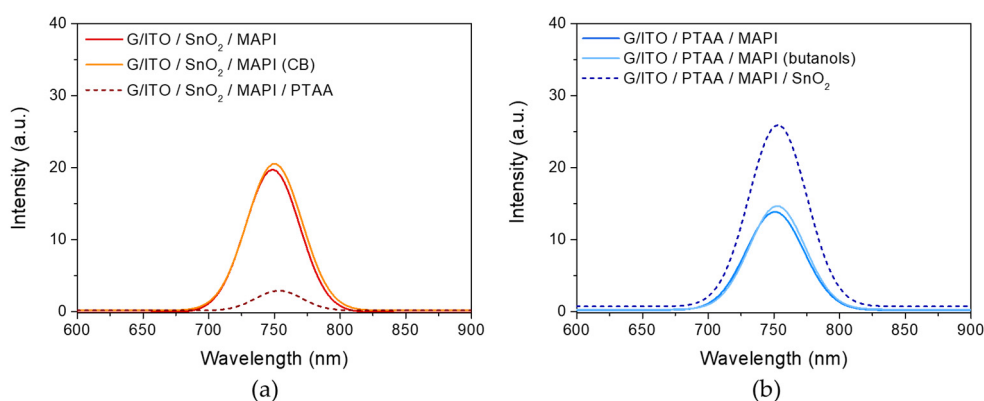 40
30
20
10
0
Intensity (a.u.)
G/ITO / SnO₂ / MAPI
G/ITO / SnO₂ / MAPI (CB)
G/ITO / SnO₂ / MAPI / PTAA
600 650 700 750 800 850 900
Wavelength (nm)
(a)
40
30
20
10
0
Intensity (a.u.)
G/ITO / PTAA / MAPI
G/ITO / PTAA / MAPI (butanols)
G/ITO / PTAA / MAPI / SnO₂
600 650 700 750 800 850 900
Wavelength (nm)
(b)